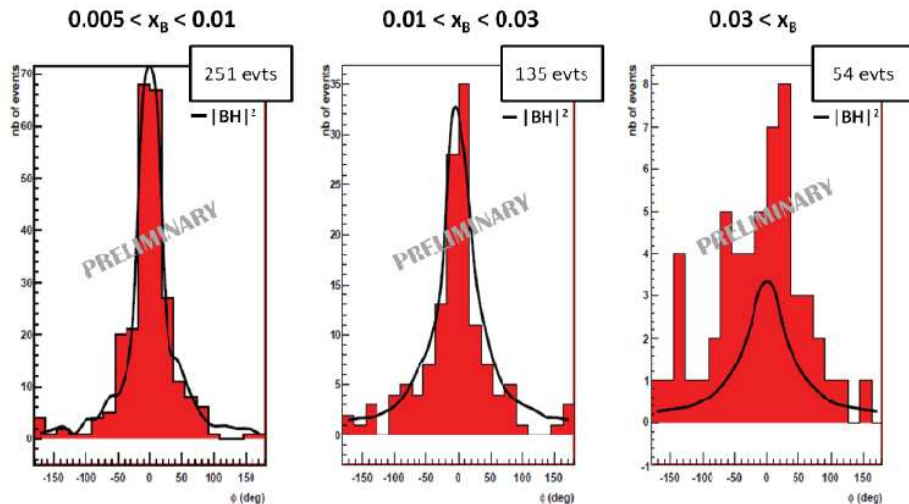 0.005 < x_B < 0.01
251 evts
|BH|²
nb of events
70
60
50
40
30
20
10
0
PRELIMINARY
-150 -100 -50 0 50 100 150
ϕ (deg)
0.01 < x_B < 0.03
135 evts
|BH|²
nb of events
35
30
25
20
15
10
5
0
PRELIMINARY
-150 -100 -50 0 50 100 150
ϕ (deg)
0.03 < x_B
54 evts
|BH|²
nb of events
8
7
6
5
4
3
2
1
0
-1
PRELIMINARY
-150 -100 -50 0 50 100 150
ϕ (deg)